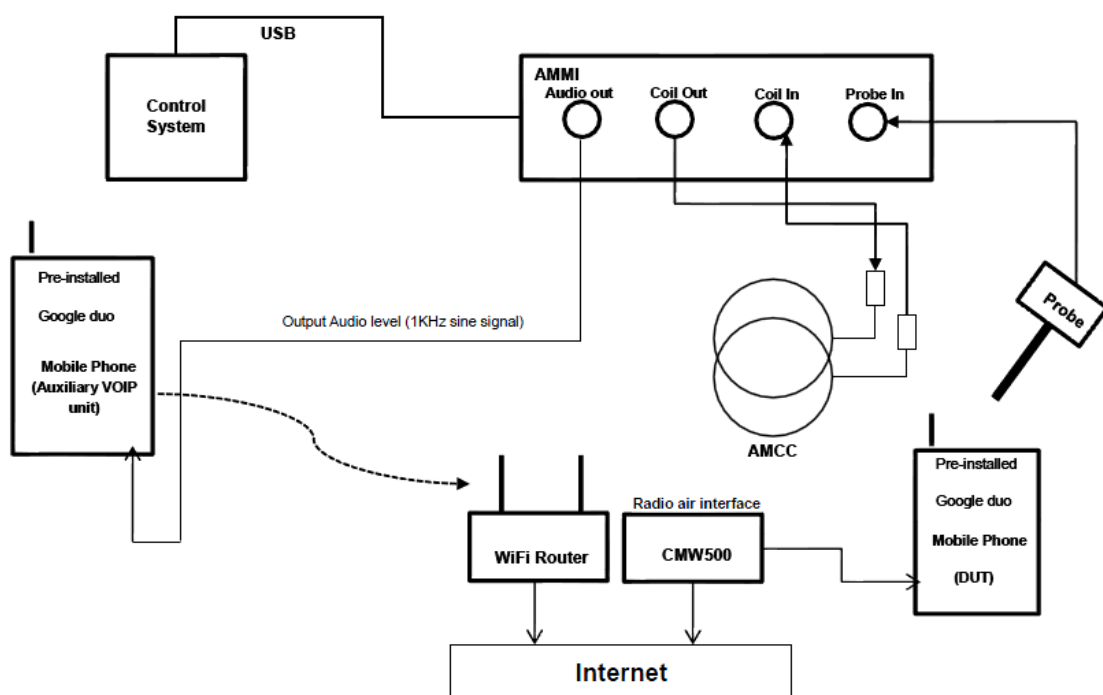 USB
AMMI
Audio out
Coil Out
Coil In
Probe In
Control
System
Pre-installed
Google duo
Mobile Phone
(Auxiliary VOIP
unit)
Output Audio level (1KHz sine signal)
Probe
AMCC
Pre-installed
Google duo
Mobile Phone
(DUT)
Radio air interface
WiFi Router
CMW500
Internet